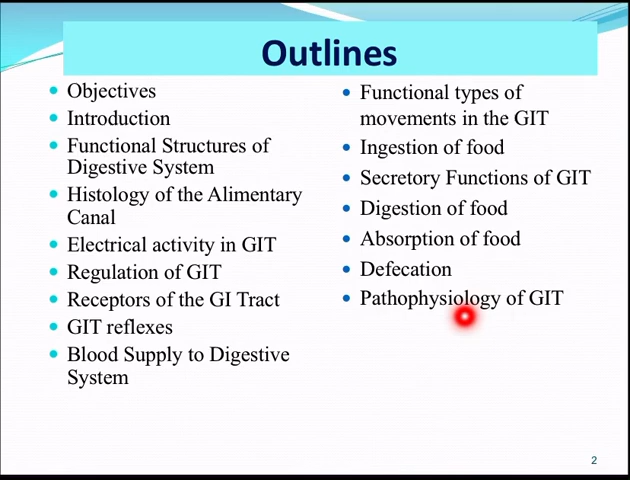 Outlines
Objectives
Introduction
Functional Structures of
Digestive System
Histology of the Alimentary
Canal
Electrical activity in GIT
Regulation of GIT
Receptors of the GI Tract
GIT reflexes
Blood Supply to Digestive
System
Functional types of
movements in the GIT
Ingestion of food
Secretory Functions of GIT
Digestion of food
Absorption of food
Defecation
Pathophysiology of GIT
2